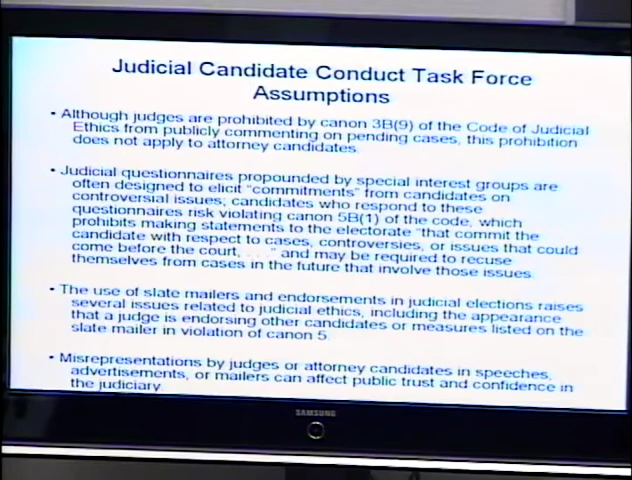 Judicial Candidate Conduct Task Force
Assumptions
• Although judges are prohibited by canon 3B(9) of the Code of Judicial
Ethics from publicly commenting on pending cases, this prohibition
does not apply to attorney candidates.
• Judicial questionnaires propounded by special interest groups are
often designed to elicit "commitments" from candidates on
controversial issues; candidates who respond to these
questionnaires risk violating canon 5B(1) of the code, which
prohibits making statements to the electorate "that commit the
candidate with respect to cases, controversies, or issues that could
come before the court, . . ." and may be required to recuse
themselves from cases in the future that involve those issues.
• The use of slate mailers and endorsements in judicial elections raises
several issues related to judicial ethics, including the appearance
that a judge is endorsing other candidates or measures listed on the
slate mailer in violation of canon 5.
• Misrepresentations by judges or attorney candidates in speeches,
advertisements, or mailers can affect public trust and confidence in
the judiciary.
SAMSUNG